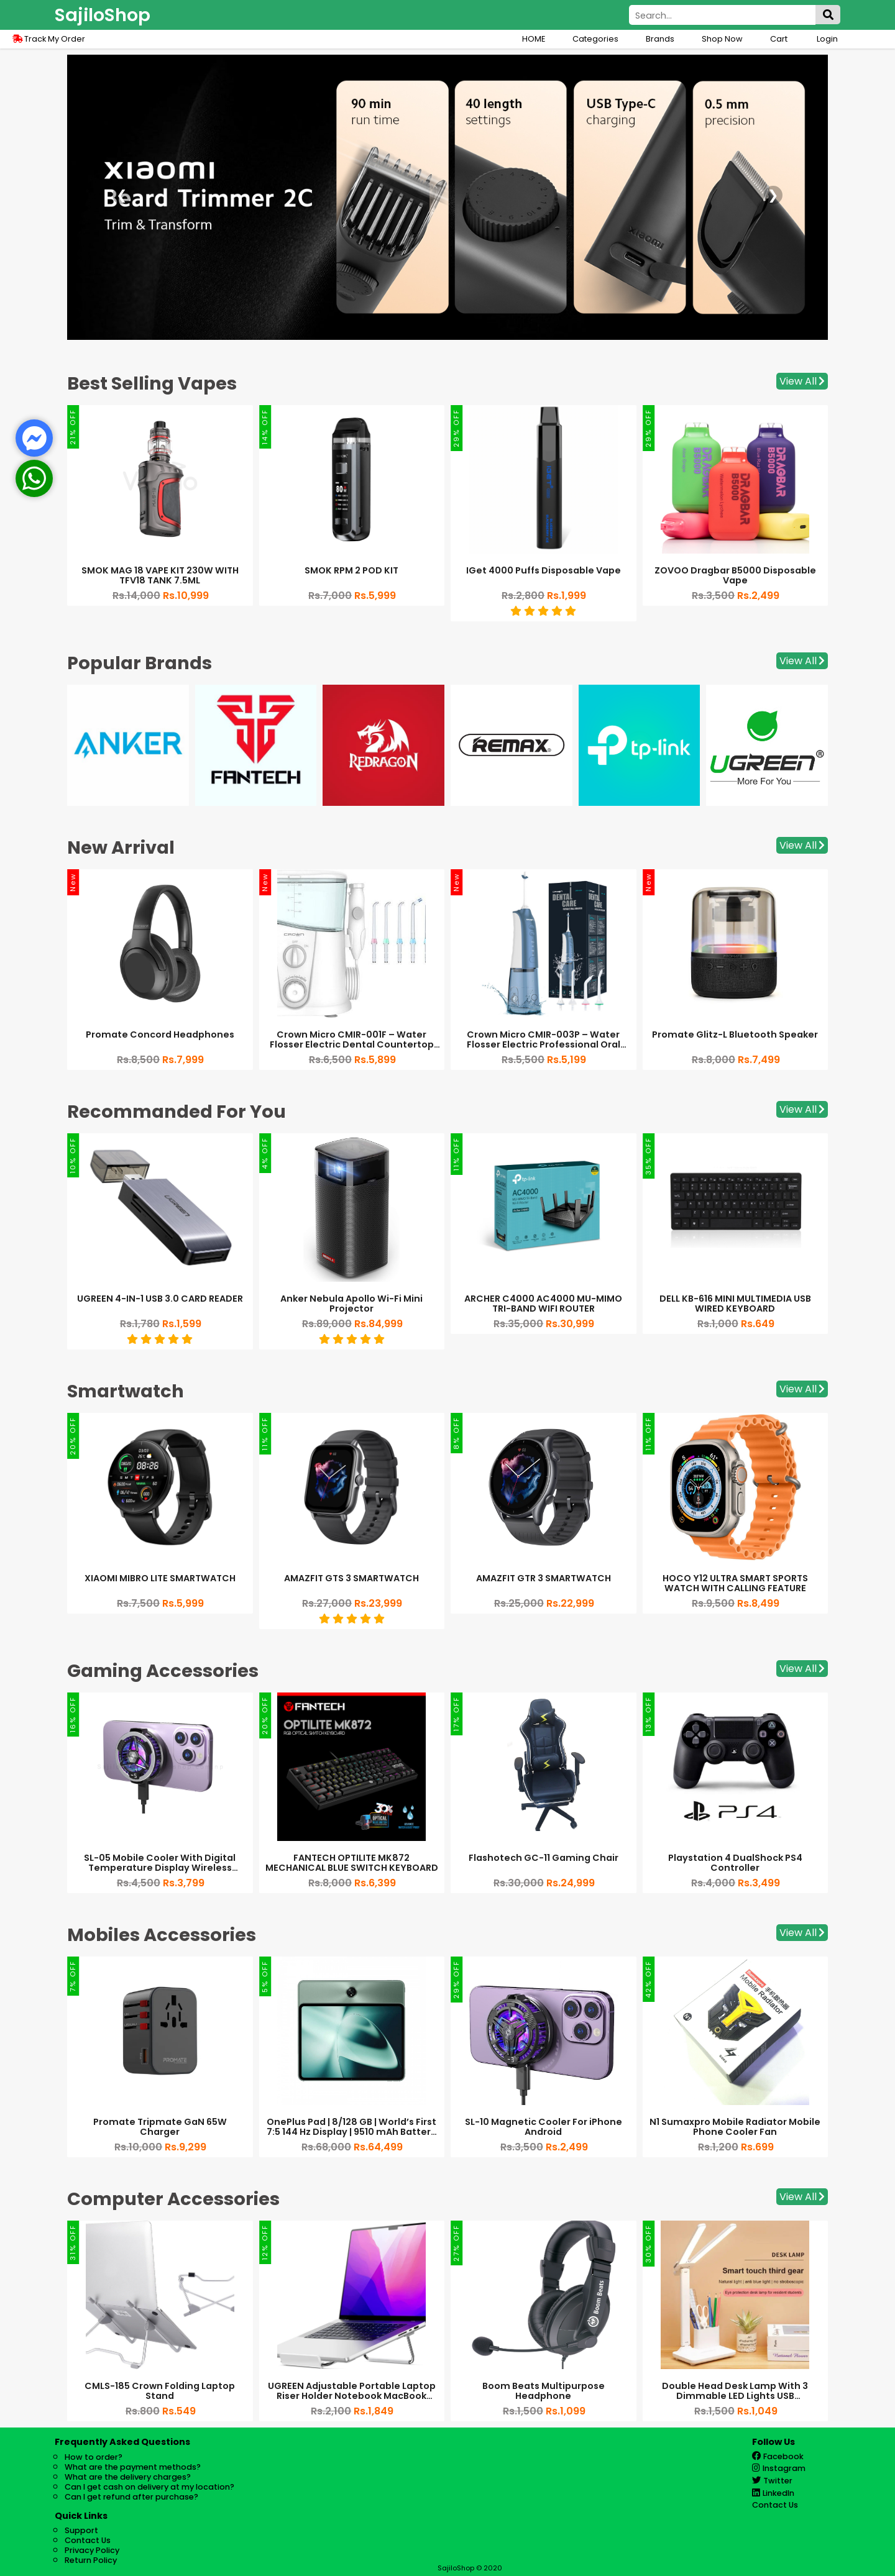 SajiloShop
Search...
Track My Order
HOME
Categories
Brands
Shop Now
Cart
Login
xiaomi
Beard Trimmer 2C
Trim & Transform
90 min
run time
40 length
settings
USB Type-C
charging
0.5 mm
precision
xiaomi
Best Selling Vapes
View All
21% OFF
14% OFF
29% OFF
29% OFF
DRAGBAR
B5000
SMOK MAG 18 VAPE KIT 230W WITH
TFV18 TANK 7.5ML
Rs.14,000 Rs.10,999
SMOK RPM 2 POD KIT
Rs.7,000 Rs.5,999
IGet 4000 Puffs Disposable Vape
Rs.2,800 Rs.1,999
ZOVOO Dragbar B5000 Disposable
Vape
Rs.3,500 Rs.2,499
Popular Brands
View All
ANKER
FANTECH
REDRAGON
REMAX®
tp-link
UGREEN®
More For You
New Arrival
View All
New
New
New
New
DENTAL
CARE
Promate Concord Headphones
Rs.8,500 Rs.7,999
Crown Micro CMIR-001F – Water
Flosser Electric Dental Countertop...
Rs.6,500 Rs.5,899
Crown Micro CMIR-003P – Water
Flosser Electric Professional Oral...
Rs.5,500 Rs.5,199
Promate Glitz-L Bluetooth Speaker
Rs.8,000 Rs.7,499
Recommanded For You
View All
10% OFF
4% OFF
11% OFF
35% OFF
UGREEN
tp-link
AC4000
UGREEN 4-IN-1 USB 3.0 CARD READER
Rs.1,780 Rs.1,599
Anker Nebula Apollo Wi-Fi Mini
Projector
Rs.89,000 Rs.84,999
ARCHER C4000 AC4000 MU-MIMO
TRI-BAND WIFI ROUTER
Rs.35,000 Rs.30,999
DELL KB-616 MINI MULTIMEDIA USB
WIRED KEYBOARD
Rs.1,000 Rs.649
Smartwatch
View All
20% OFF
11% OFF
8% OFF
11% OFF
08:26
XIAOMI MIBRO LITE SMARTWATCH
Rs.7,500 Rs.5,999
AMAZFIT GTS 3 SMARTWATCH
Rs.27,000 Rs.23,999
AMAZFIT GTR 3 SMARTWATCH
Rs.25,000 Rs.22,999
HOCO Y12 ULTRA SMART SPORTS
WATCH WITH CALLING FEATURE
Rs.9,500 Rs.8,499
Gaming Accessories
View All
16% OFF
20% OFF
17% OFF
13% OFF
FANTECH
OPTILITE MK872
RGB OPTICAL SWITCH KEYBOARD
PS4
SL-05 Mobile Cooler With Digital
Temperature Display Wireless...
Rs.4,500 Rs.3,799
FANTECH OPTILITE MK872
MECHANICAL BLUE SWITCH KEYBOARD
Rs.8,000 Rs.6,399
Flashotech GC-11 Gaming Chair
Rs.30,000 Rs.24,999
Playstation 4 DualShock PS4
Controller
Rs.4,000 Rs.3,499
Mobiles Accessories
View All
7% OFF
5% OFF
29% OFF
42% OFF
PROMATE
Mobile Radiator
Promate Tripmate GaN 65W
Charger
Rs.10,000 Rs.9,299
OnePlus Pad | 8/128 GB | World’s First
7:5 144 Hz Display | 9510 mAh Batter...
Rs.68,000 Rs.64,499
SL-10 Magnetic Cooler For iPhone
Android
Rs.3,500 Rs.2,499
N1 Sumaxpro Mobile Radiator Mobile
Phone Cooler Fan
Rs.1,200 Rs.699
Computer Accessories
View All
31% OFF
12% OFF
27% OFF
30% OFF
Boom Beats
DESK LAMP
Smart touch third gear
CMLS-185 Crown Folding Laptop
Stand
Rs.800 Rs.549
UGREEN Adjustable Portable Laptop
Riser Holder Notebook MacBook...
Rs.2,100 Rs.1,849
Boom Beats Multipurpose
Headphone
Rs.1,500 Rs.1,099
Double Head Desk Lamp With 3
Dimmable LED Lights USB...
Rs.1,500 Rs.1,049
Frequently Asked Questions
How to order?
What are the payment methods?
What are the delivery charges?
Can I get cash on delivery at my location?
Can I get refund after purchase?
Quick Links
Support
Contact Us
Privacy Policy
Return Policy
Follow Us
Facebook
Instagram
Twitter
LinkedIn
Contact Us
SajiloShop © 2020